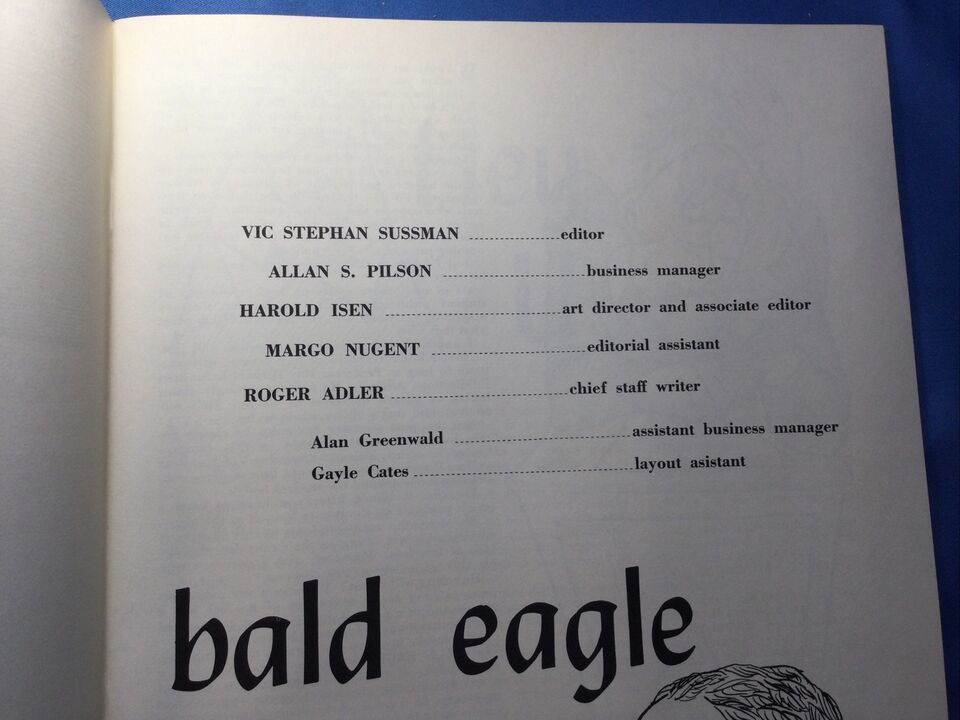 VIC STEPHAN SUSSMAN ....................editor
ALLAN S. PILSON ................................business manager
HAROLD ISEN .......................................art director and associate editor
MARGO NUGENT ..................................editorial assistant
ROGER ADLER .......................................chief staff writer
Alan Greenwald .......................................assistant business manager
Gayle Cates ................................................layout asistant
bald eagle